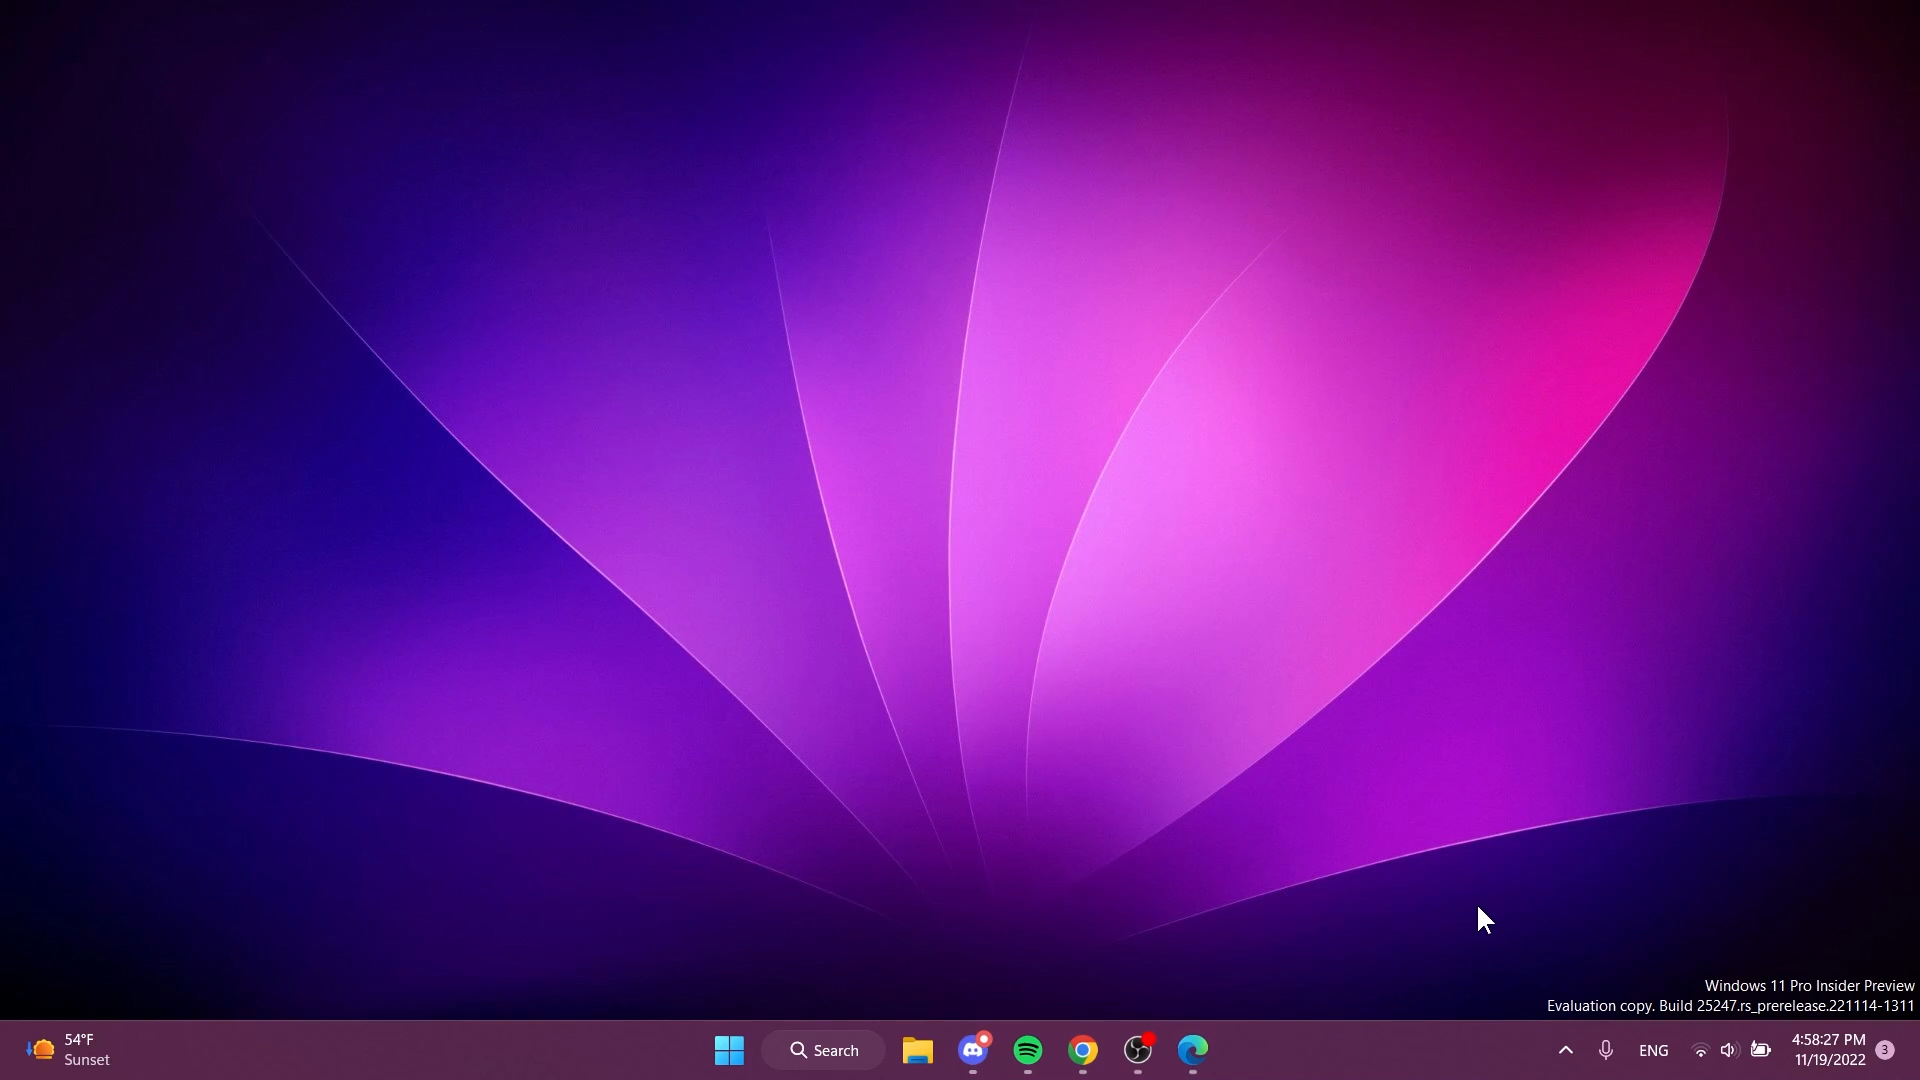 Windows 11 Pro Insider Preview
Evaluation copy. Build 25247.rs_prerelease.221114-1311
54°F
Sunset
Search
ENG
4:58:27 PM
11/19/2022
3